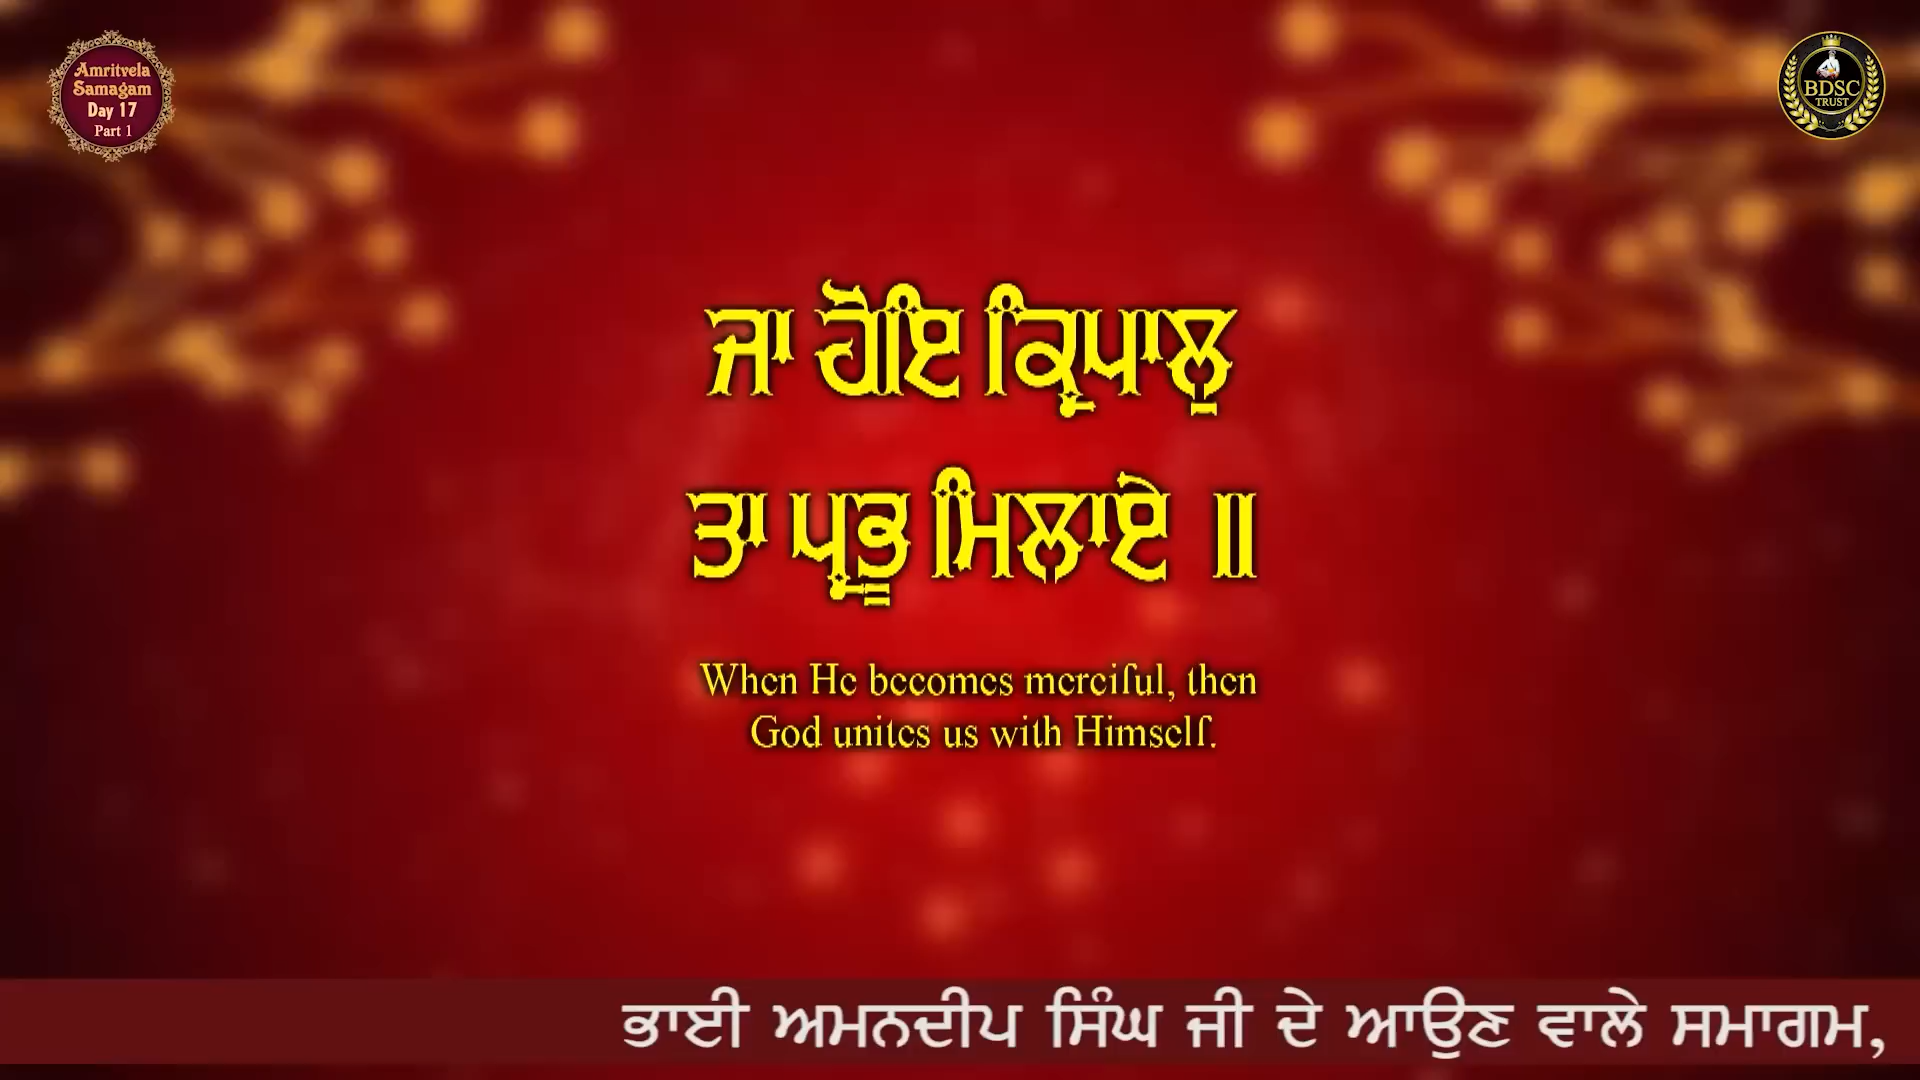 Amritvela
Samagam
Day 17
Part 1
BDSC
TRUST
ਜਾ ਹੋਇ ਕ੍ਰਿਪਾਲੁ
ਤਾ ਪ੍ਰਭੂ ਮਿਲਾਏ ॥
When He becomes merciful, then
God unites us with Himself.
ਭਾਈ ਅਮਨਦੀਪ ਸਿੰਘ ਜੀ ਦੇ ਆਉਣ ਵਾਲੇ ਸਮਾਗਮ,